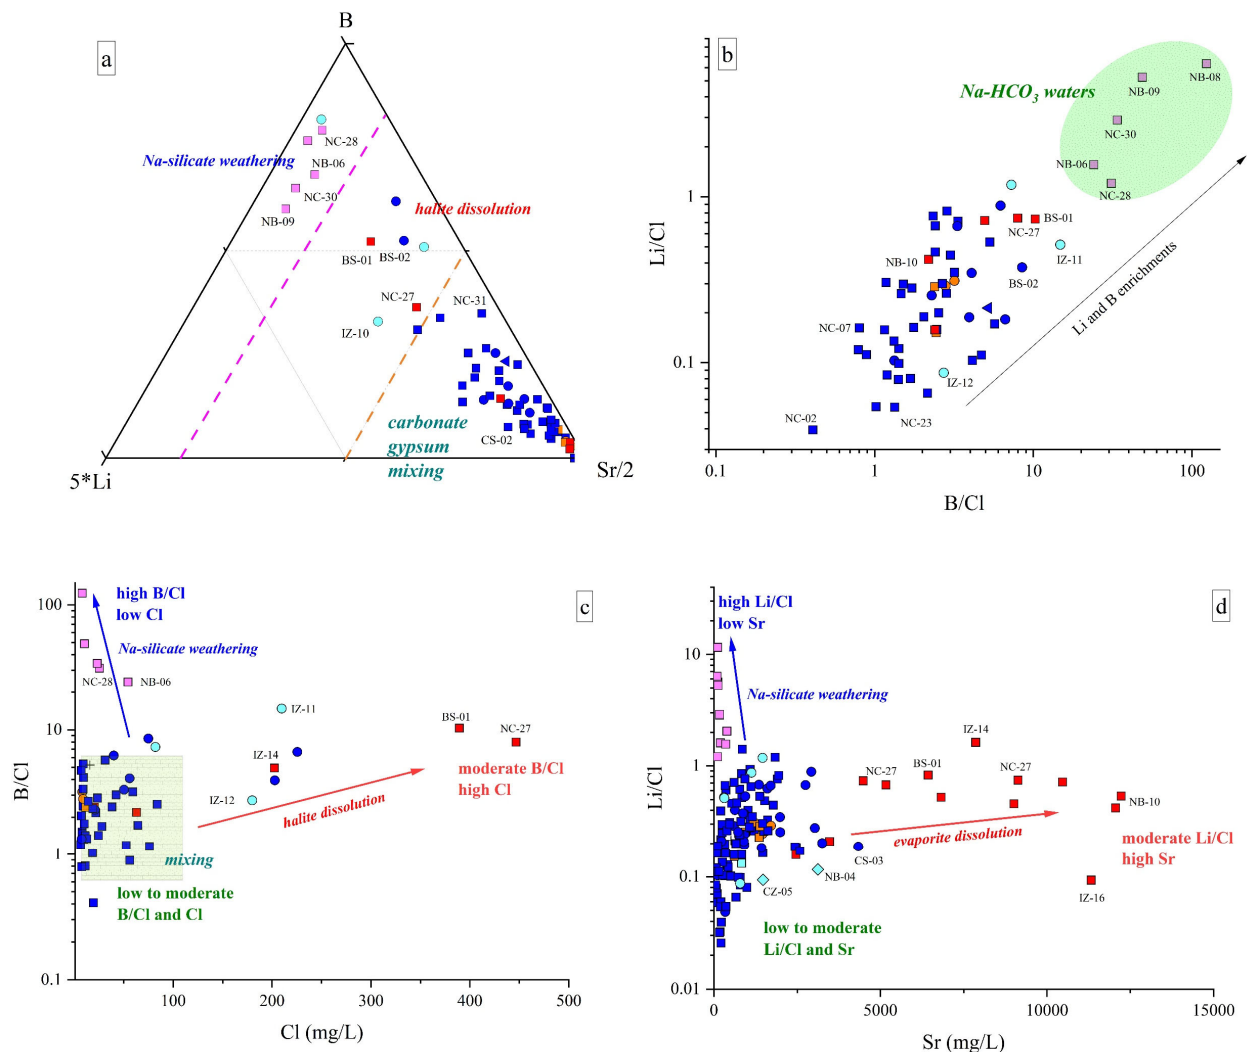 B
a
NC-28
Na-silicate weathering
NB-06
NC-30
NB-09
halite dissolution
BS-01
BS-02
NC-27
NC-31
IZ-10
carbonate
gypsum
mixing
CS-02
5*Li
Sr/2
b
Na-HCO3 waters
NB-08
NB-09
NC-30
NB-06
NC-28
BS-01
NC-27
NB-10
IZ-11
BS-02
NC-07
IZ-12
NC-02
NC-23
Li and B enrichments
1
0.1
Li/Cl
0.1
1
10
100
B/Cl
c
high B/Cl
low Cl
Na-silicate weathering
NC-28
NB-06
IZ-11
BS-01
NC-27
IZ-14
IZ-12
moderate B/Cl
high Cl
halite dissolution
mixing
low to moderate
B/Cl and Cl
100
10
1
0.1
B/Cl
100
200
300
400
500
Cl (mg/L)
d
high Li/Cl
low Sr
Na-silicate weathering
IZ-14
NC-27
BS-01
NC-27
NB-10
evaporite dissolution
moderate Li/Cl
high Sr
CS-03
NB-04
CZ-05
IZ-16
low to moderate
Li/Cl and Sr
10
1
0.1
0.01
Li/Cl
0
5000
10000
15000
Sr (mg/L)